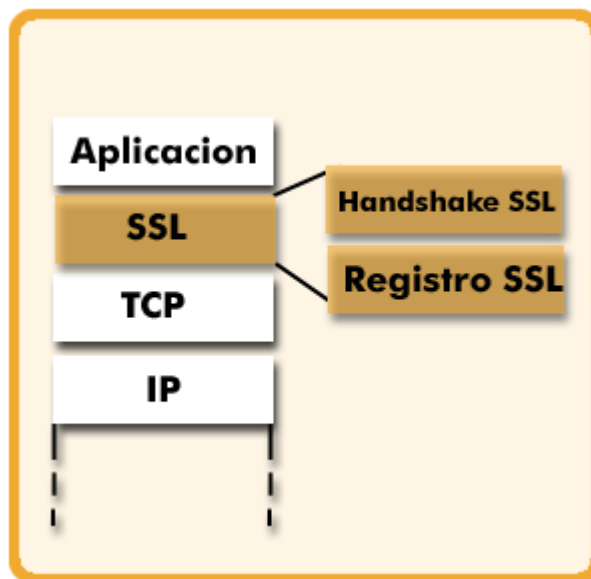 Aplicacion
SSL
Handshake SSL
Registro SSL
TCP
IP